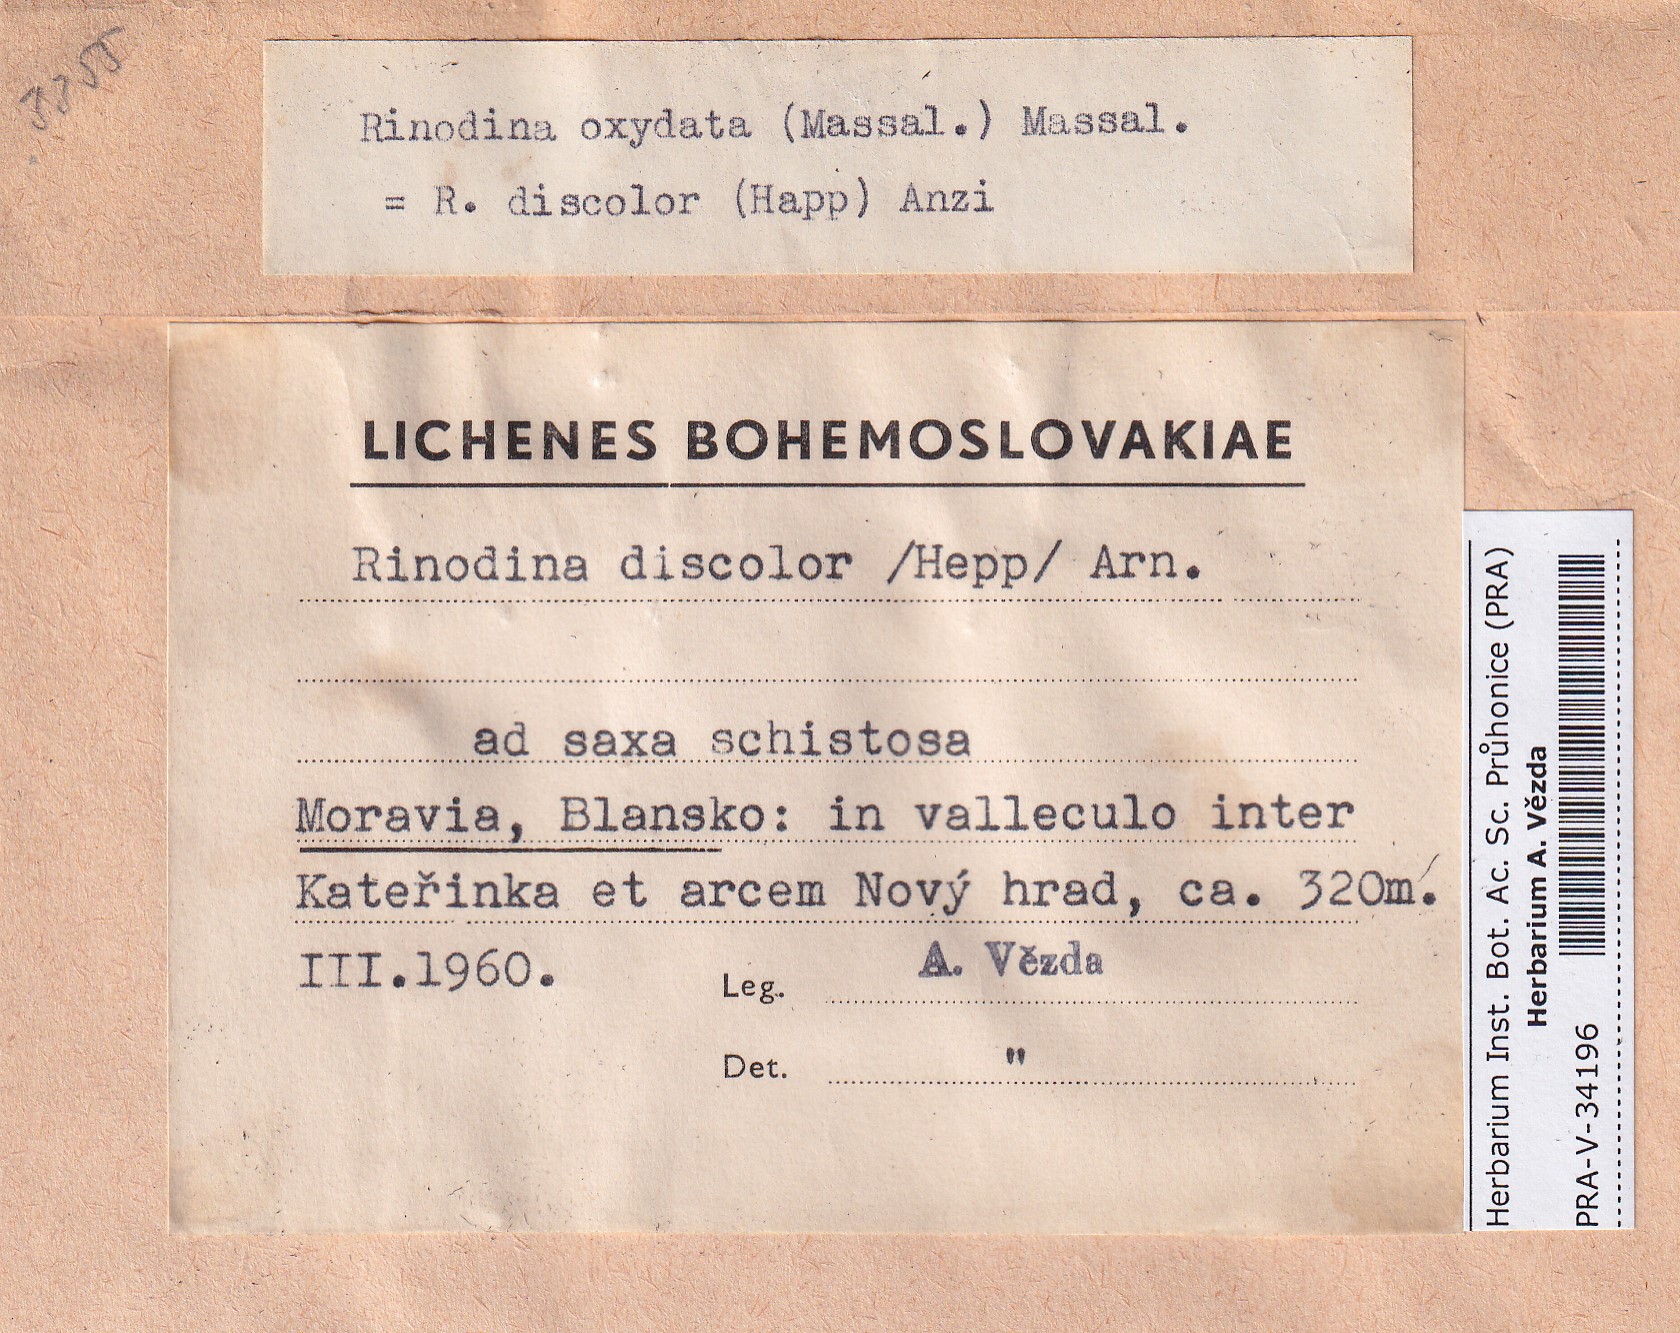 3355
Rinodina oxydata (Massal.) Massal.
= R. discolor (Happ) Anzi
LICHENES BOHEMOSLOVAKIAE
Rinodina discolor /Hepp/ Arn.
ad saxa schistosa
Moravia, Blansko: in valleculo inter
Kateřinka et arcem Nový hrad, ca. 320m.
III.1960.
Leg. A. Vězda
Det. "
Herbarium Inst. Bot. Ac. Sc. Průhonice (PRA)
Herbarium A. Vězda
PRA-V-34196